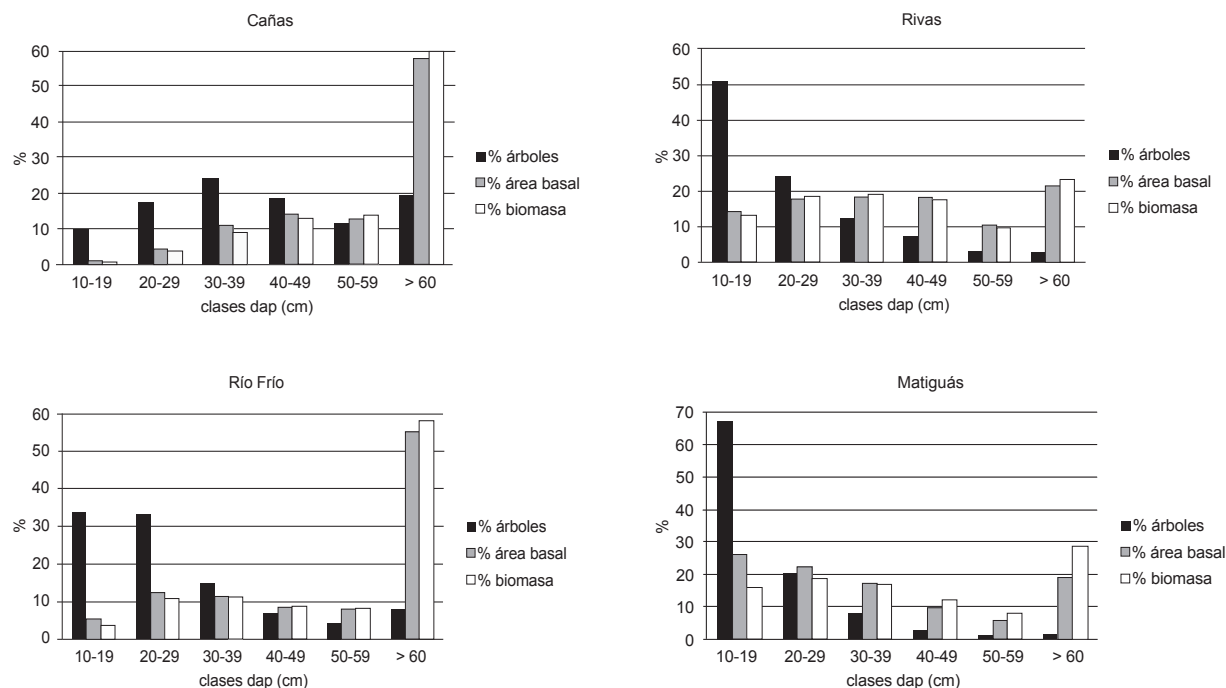 Cañas
60
50
40
30
20
10
0
%
10-19 20-29 30-39 40-49 50-59 > 60
clases dap (cm)
% árboles
% área basal
% biomasa
Rivas
60
50
40
30
20
10
0
%
10-19 20-29 30-39 40-49 50-59 > 60
clases dap (cm)
% árboles
% área basal
% biomasa
Río Frío
60
50
40
30
20
10
0
%
10-19 20-29 30-39 40-49 50-59 > 60
clases dap (cm)
% árboles
% área basal
% biomasa
Matiguás
70
60
50
40
30
20
10
0
%
10-19 20-29 30-39 40-49 50-59 > 60
clases dap (cm)
% árboles
% área basal
% biomasa